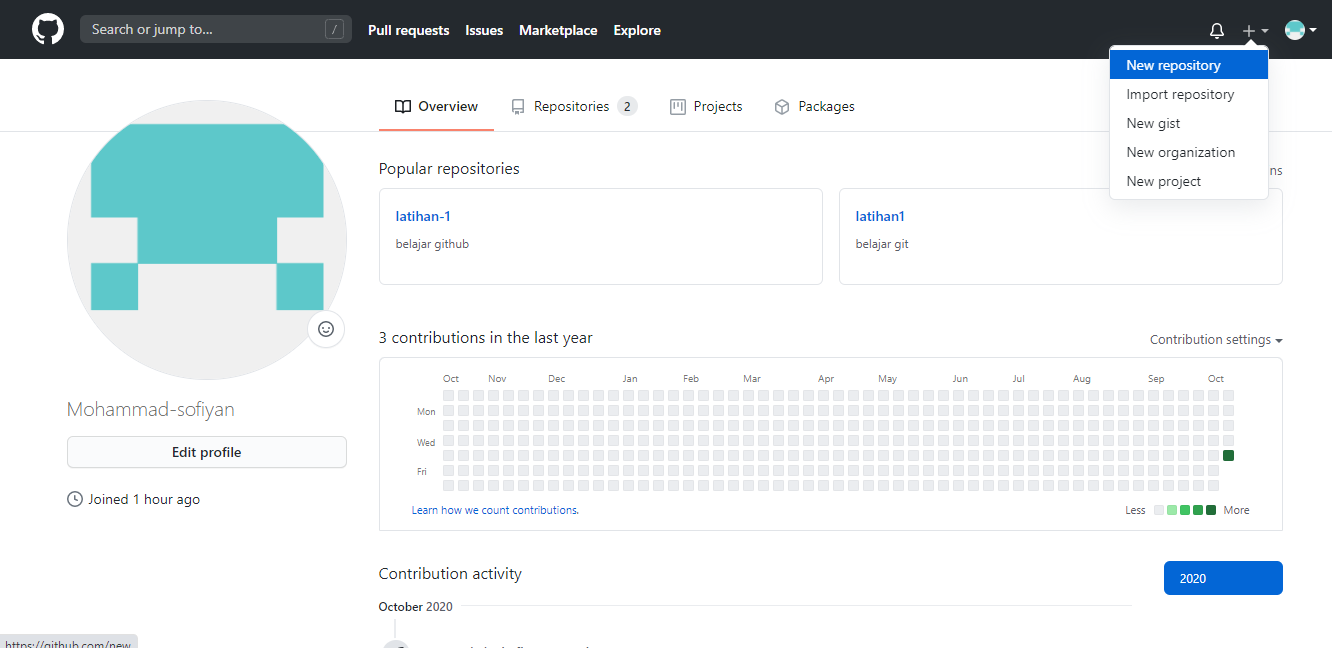 Search or jump to... /
Pull requests Issues Marketplace Explore
New repository
Import repository
New gist
New organization
New project
Overview
Repositories 2
Projects
Packages
Popular repositories
ns
latihan-1
belajar github
latihan1
belajar git
Mohammad-sofiyan
Edit profile
Joined 1 hour ago
3 contributions in the last year
Contribution settings
Oct Nov Dec Jan Feb Mar Apr May Jun Jul Aug Sep Oct
Mon
Wed
Fri
Learn how we count contributions.
Less More
Contribution activity
2020
October 2020
https://github.com/new